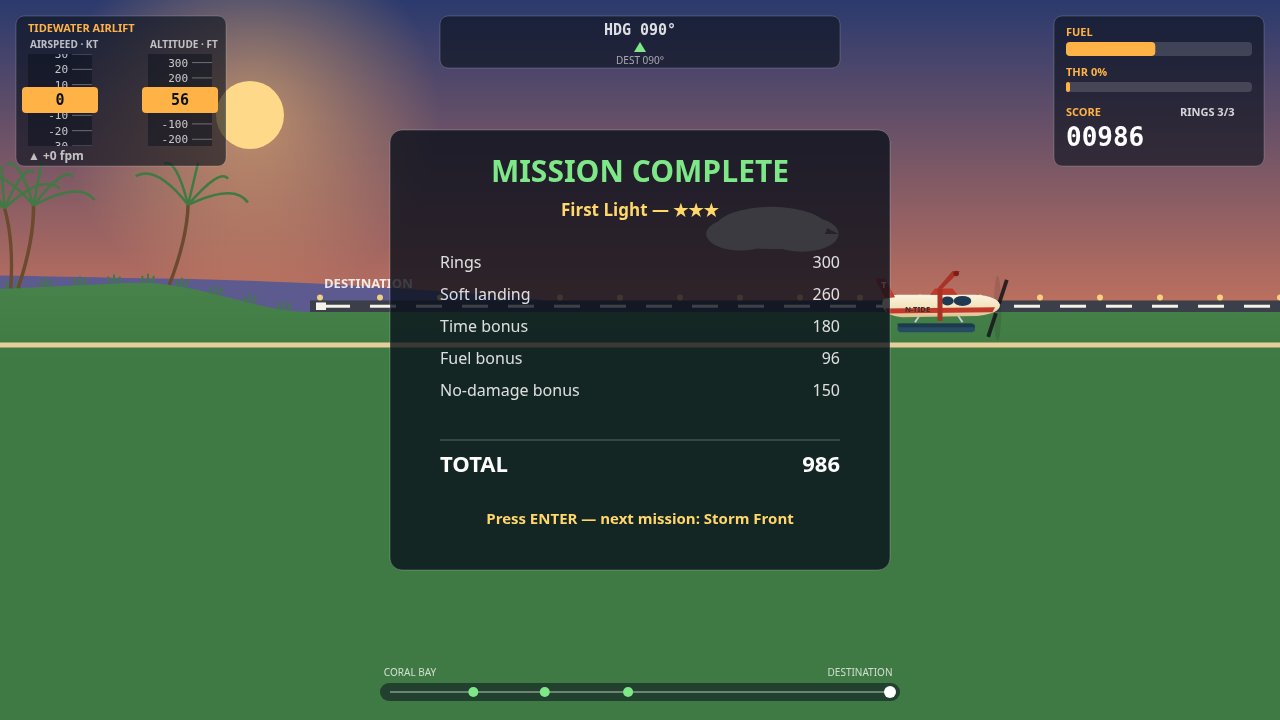 TIDEWATER AIRLIFT
AIRSPEED · KT
ALTITUDE · FT
30
20
10
0
-10
-20
30
300
200
56
-100
-200
▲ +0 fpm
HDG 090°
DEST 090°
FUEL
THR 0%
SCORE
RINGS 3/3
00986
MISSION COMPLETE
First Light — ★★★
Rings 300
Soft landing 260
Time bonus 180
Fuel bonus 96
No-damage bonus 150
TOTAL 986
Press ENTER — next mission: Storm Front
DESTINATION
N-TIDE
CORAL BAY
DESTINATION